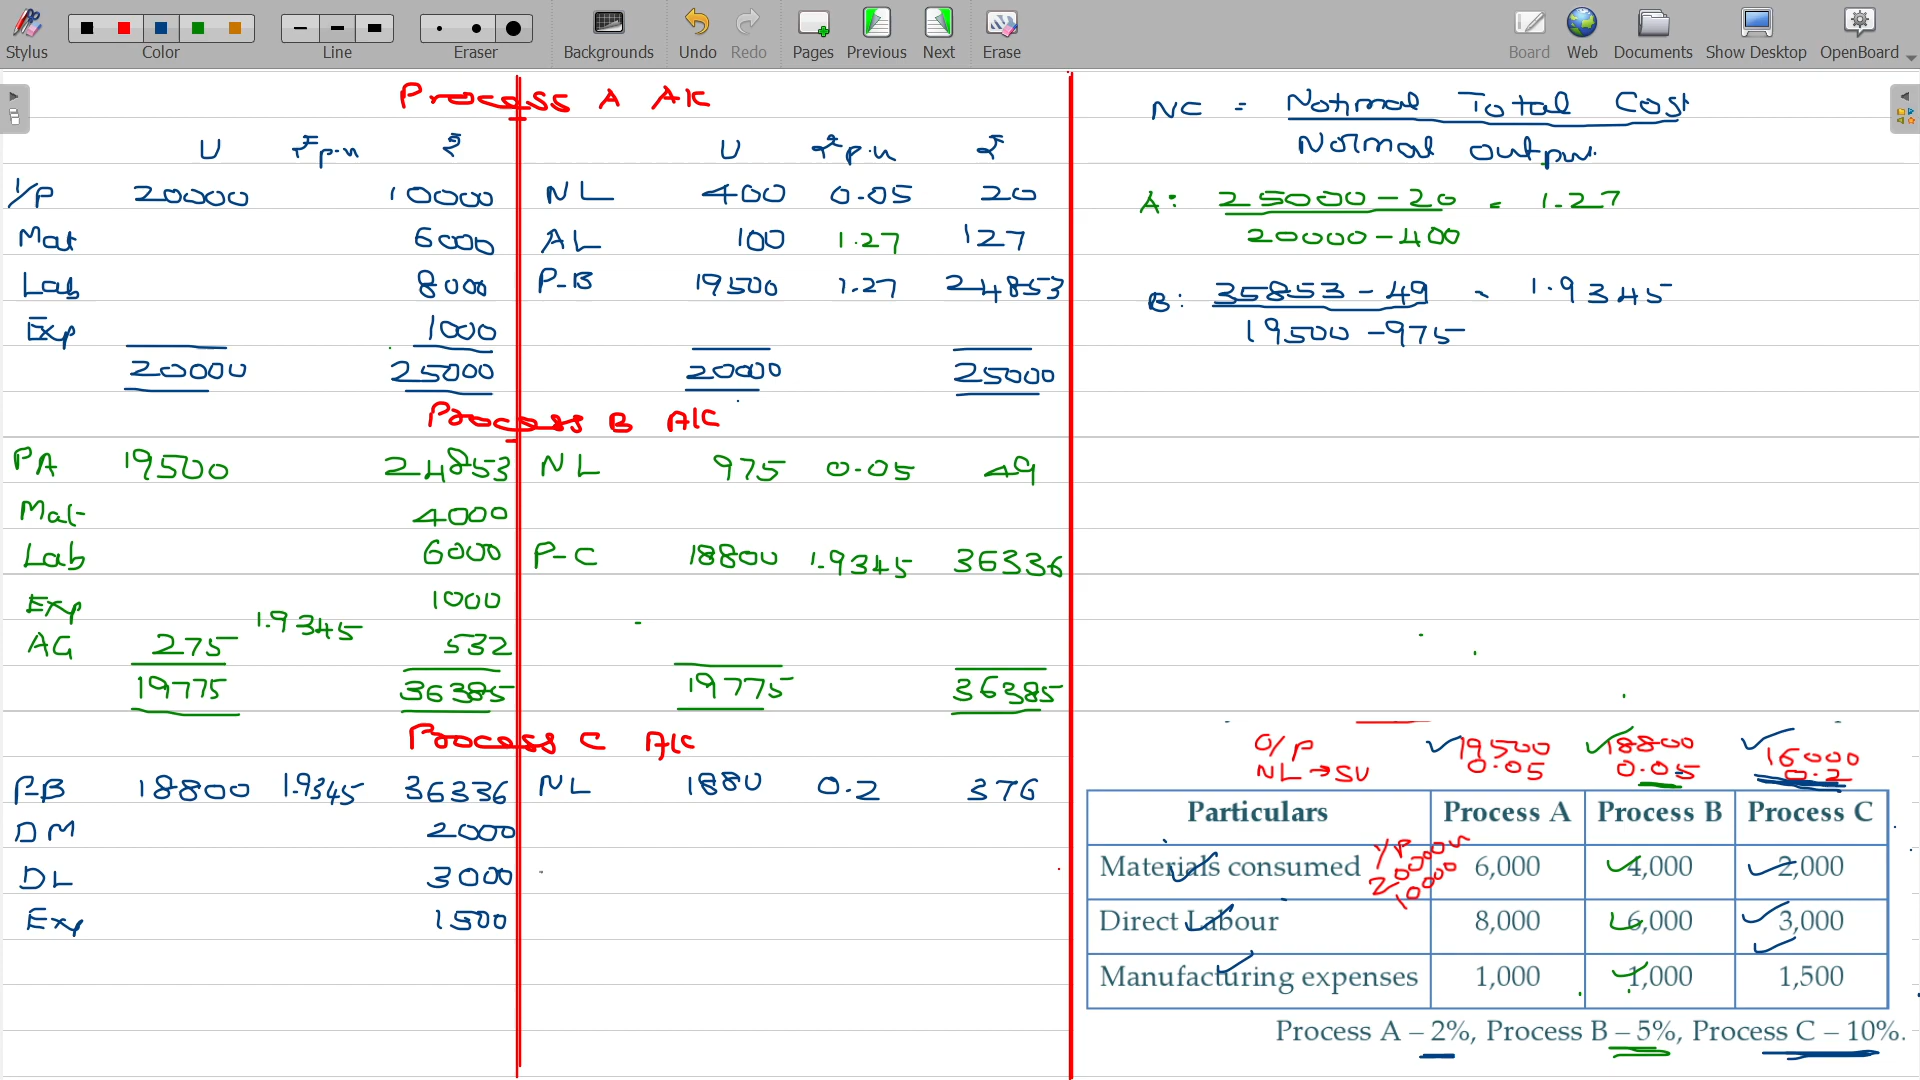 Stylus Color Line Eraser Backgrounds Undo Redo Pages Previous Next Erase Board Web Documents Show Desktop OpenBoard
Process A A/c
U ₹p.u ₹ U ₹p.u ₹
I/P 20000 10000 NL 400 0.05 20
Mat 6000 AL 100 1.27 127
Lab 8000 P-B 19500 1.27 24853
Exp 1000
20000 25000 20000 25000
Process B A/C
PA 19500 24853 NL 975 0.05 49
Mat 4000
Lab 6000 P-C 18800 1.9345 36336
Exp 1000
AG 275 1.9345 532
19775 36385 19775 36385
Process C A/c
P-B 18800 1.9345 36336 NL 1880 0.2 376
DM 2000
DL 3000
Exp 1500
NC = Normal Total Cost
Normal output
A: 25000 - 20 = 1.27
20000 - 400
B: 35853 - 49 = 1.9345
19500 - 975
O/P 19500 18800 16000
NL → SV 0.05 0.05 0.2
Particulars Process A Process B Process C
I/P 20000u
10000
Materials consumed 6,000 4,000 2,000
Direct Labour 8,000 6,000 3,000
Manufacturing expenses 1,000 1,000 1,500
Process A – 2%, Process B – 5%, Process C – 10%.